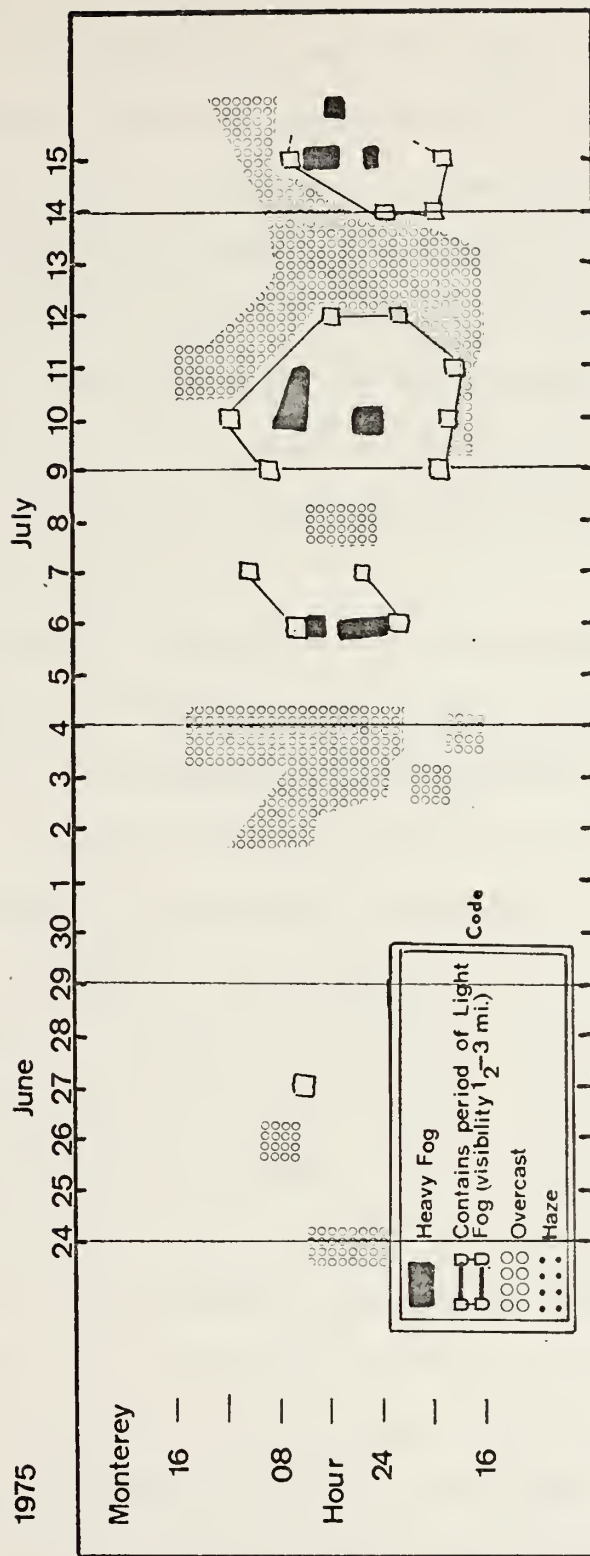 1975
June
July
24 25 26 27 28 29 30 1 2 3 4 5 6 7 8 9 10 11 12 13 14 15
Monterey
16
08
Hour
24
16
Code
Heavy Fog
Contains period of Light
Fog (visibility 1/2-3 mi.)
Overcast
Haze